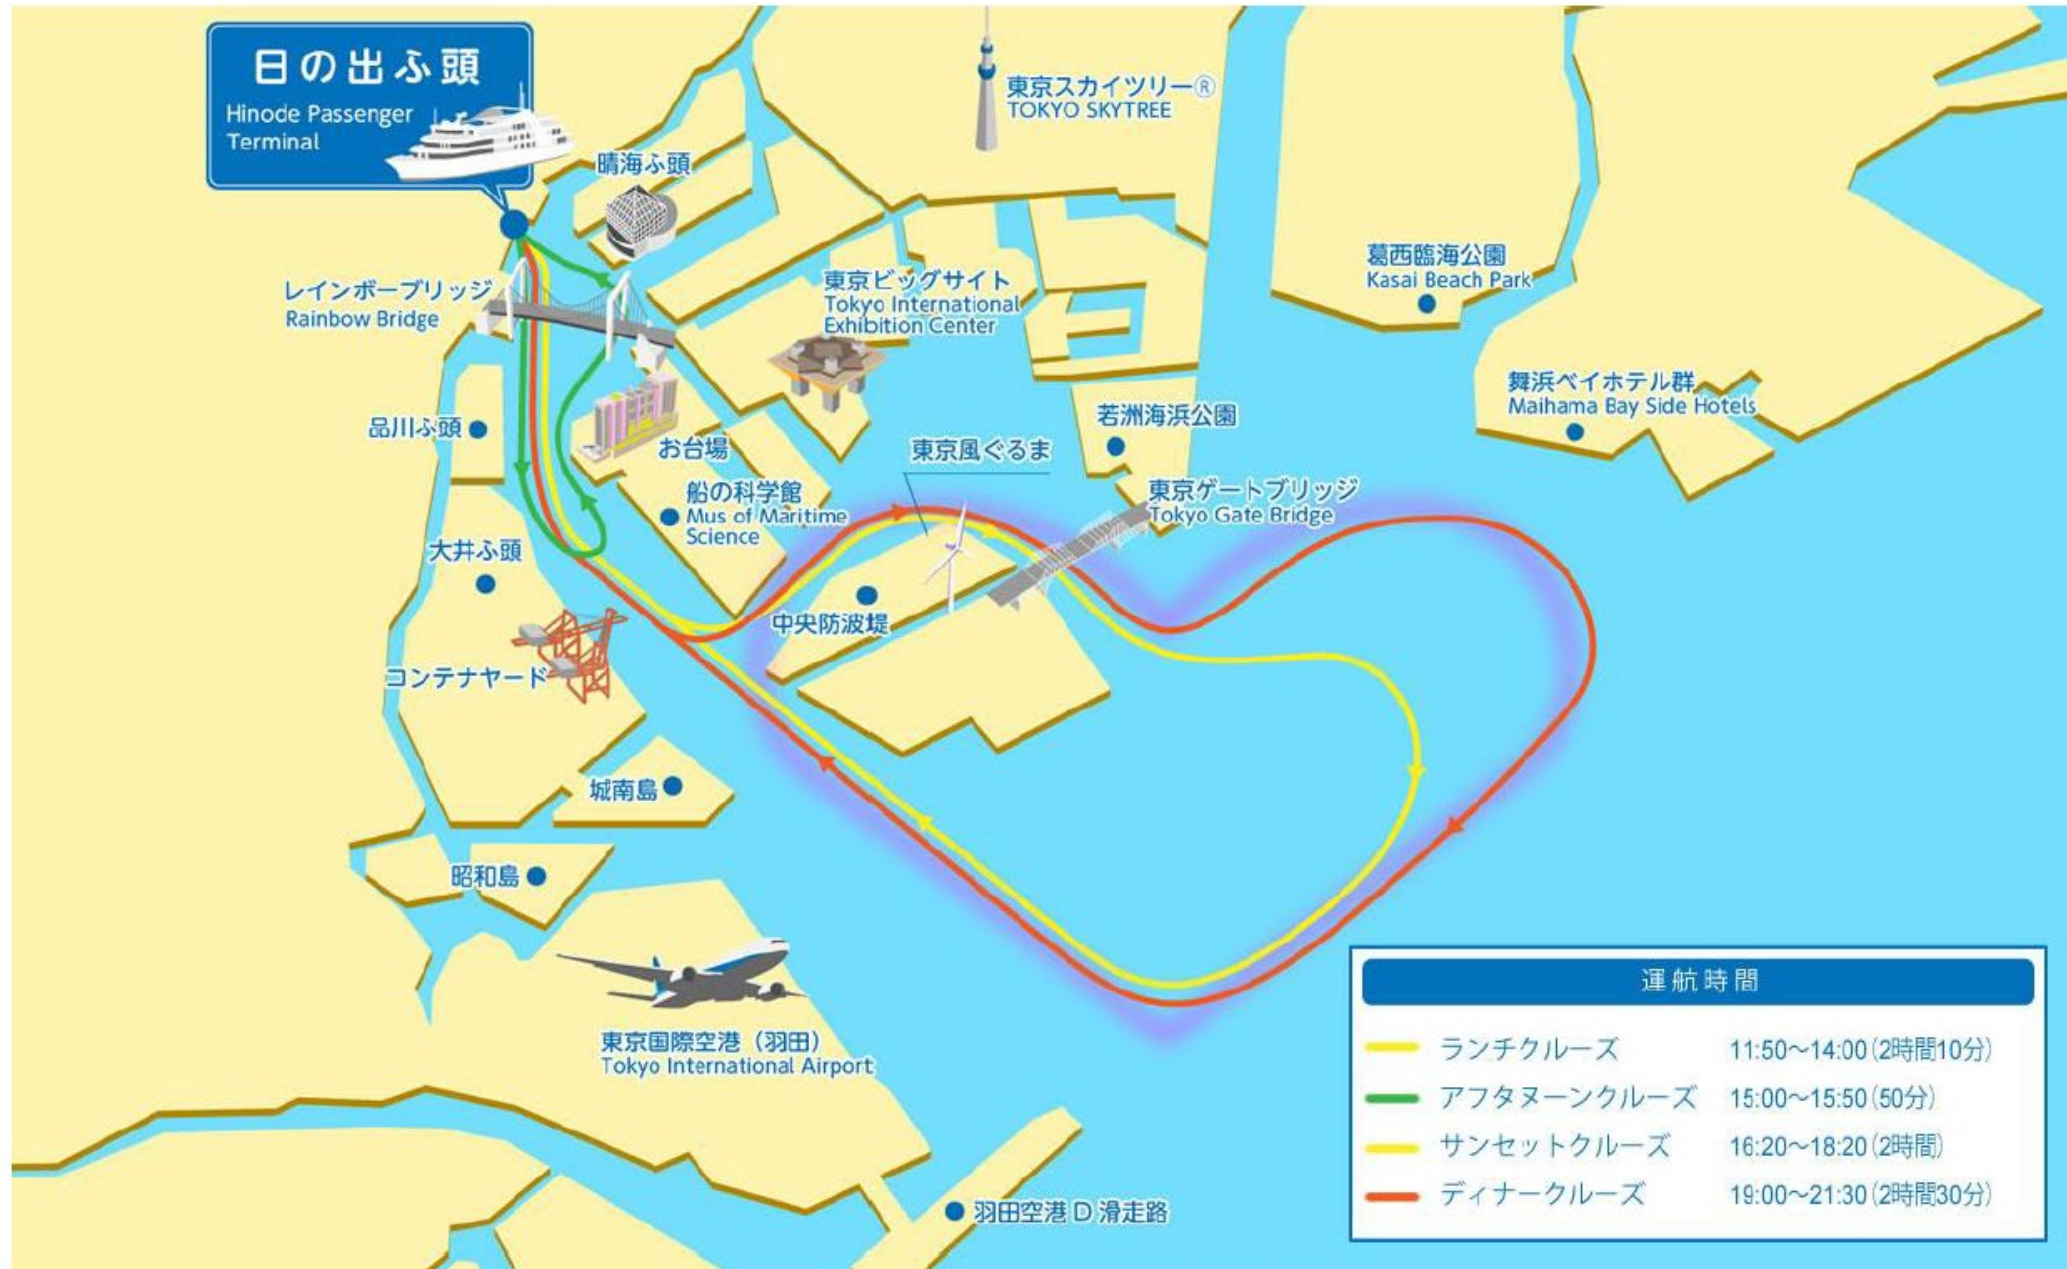 日の出ふ頭
Hinode Passenger
Terminal
東京スカイツリー®
TOKYO SKYTREE
晴海ふ頭
レインボーブリッジ
Rainbow Bridge
東京ビッグサイト
Tokyo International
Exhibition Center
葛西臨海公園
Kasai Beach Park
舞浜ベイホテル群
Maihama Bay Side Hotels
品川ふ頭
お台場
若洲海浜公園
東京風ぐるま
船の科学館
Mus of Maritime
Science
東京ゲートブリッジ
Tokyo Gate Bridge
大井ふ頭
中央防波堤
コンテナヤード
城南島
昭和島
東京国際空港（羽田）
Tokyo International Airport
羽田空港 D 滑走路
運航時間
ランチクルーズ 11:50〜14:00(2時間10分)
アフタヌーンクルーズ 15:00〜15:50(50分)
サンセットクルーズ 16:20〜18:20(2時間)
ディナークルーズ 19:00〜21:30(2時間30分)